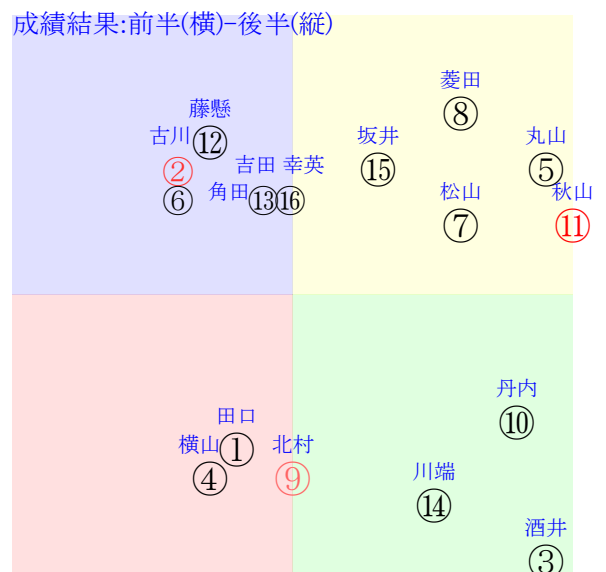 成績結果:前半(横)-後半(縦)
菱田
⑧
藤懸
⑫
古川
②
坂井
⑮
丸山
⑤
吉田
⑬
幸英
⑯
角田
⑥
松山
⑦
秋山
⑪
丹内
⑩
田口
①
横山
④
北村
⑨
川端
⑭
酒井
③